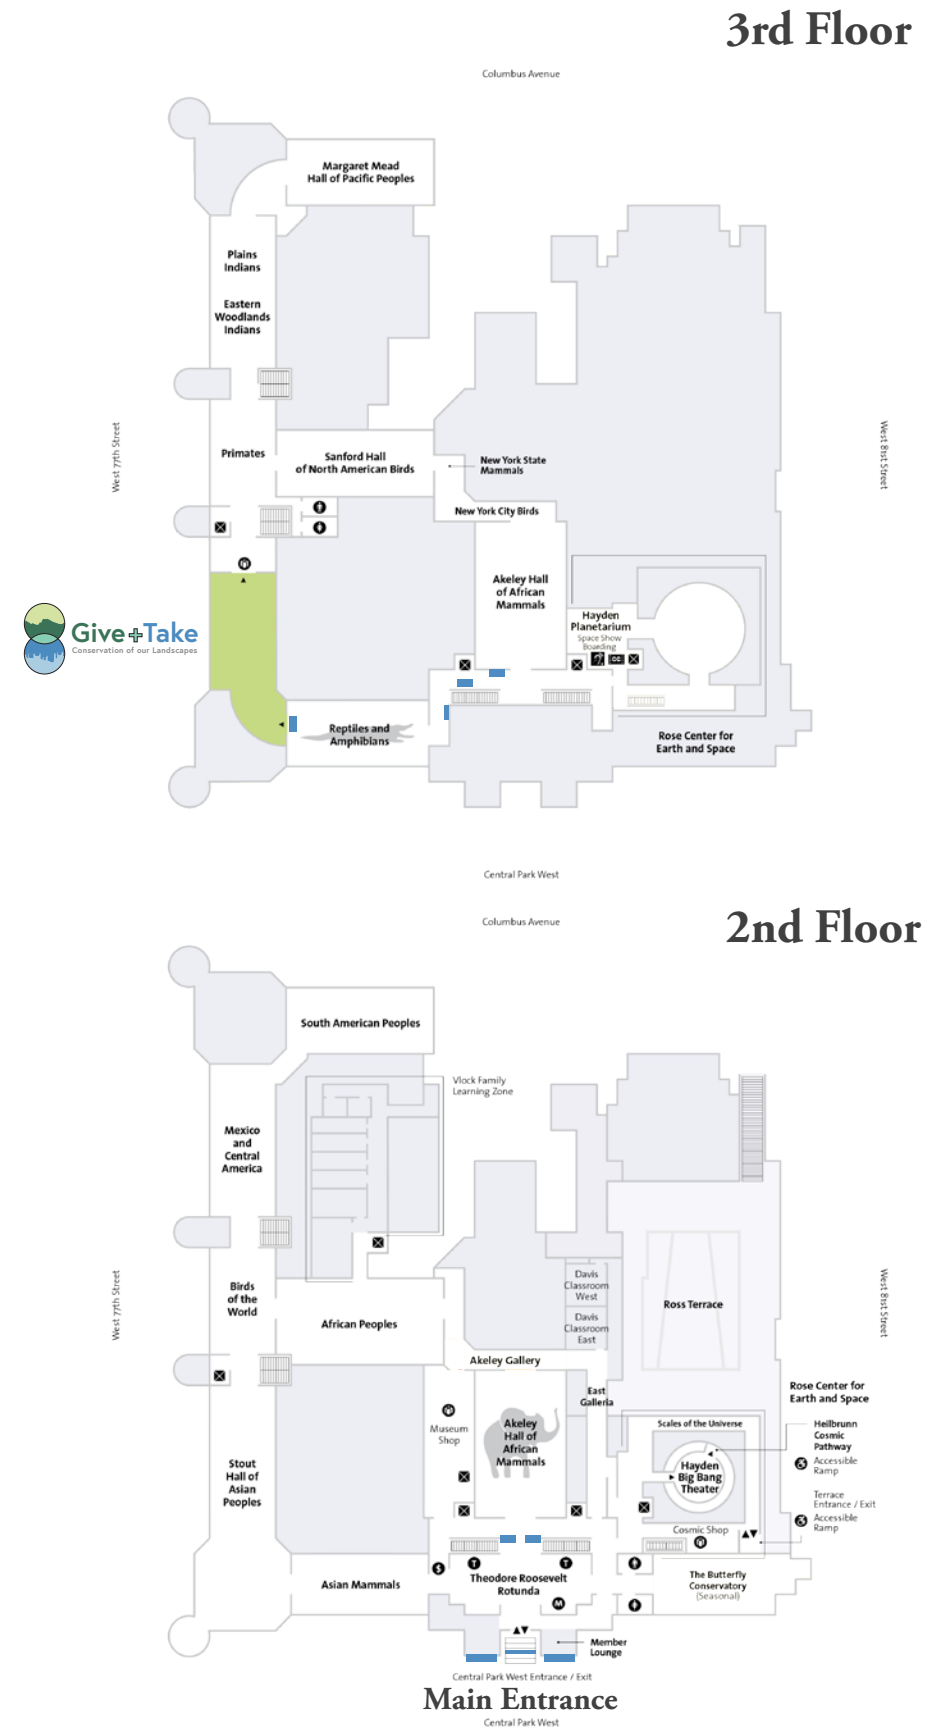 3rd Floor
Columbus Avenue
Margaret Mead
Hall of Pacific Peoples
Plains
Indians
Eastern
Woodlands
Indians
West 77th Street
Primates
Sanford Hall
of North American Birds
New York State
Mammals
New York City Birds
West 81st Street
Akeley Hall
of African
Mammals
Hayden
Planetarium
Space Show
Boarding
CC
Give+Take
Conservation of our Landscapes
Reptiles and
Amphibians
Rose Center for
Earth and Space
Central Park West
Columbus Avenue
2nd Floor
South American Peoples
Vlock Family
Learning Zone
Mexico
and
Central
America
West 77th Street
Birds
of the
World
African Peoples
Davis
Classroom
West
Davis
Classroom
East
Ross Terrace
West 81st Street
Akeley Gallery
East
Galleria
Rose Center for
Earth and Space
Museum
Shop
Akeley
Hall of
African
Mammals
Scales of the Universe
Heilbrunn
Cosmic
Pathway
Accessible
Ramp
Hayden
Big Bang
Theater
Stout
Hall of
Asian
Peoples
Terrace
Entrance / Exit
Accessible
Ramp
Cosmic Shop
$
T
T
Asian Mammals
Theodore Roosevelt
Rotunda
M
The Butterfly
Conservatory
(Seasonal)
Member
Lounge
Central Park West Entrance / Exit
Main Entrance
Central Park West